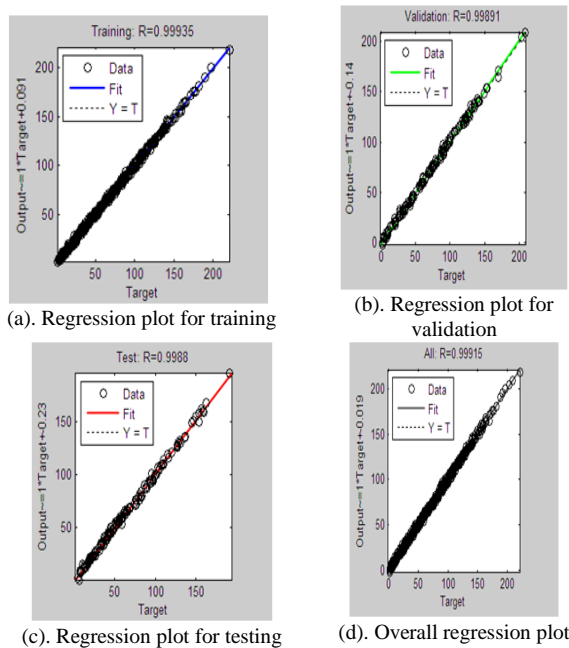 Training: R=0.99935
Output~=1*Target+0.091
200
150
100
50
Data
Fit
Y = T
50 100 150 200
Target
(a). Regression plot for training
Validation: R=0.99891
Output~=1*Target+-0.14
200
150
100
50
0
Data
Fit
Y = T
0 50 100 150 200
Target
(b). Regression plot for
validation
Test: R=0.9988
Output~=1*Target+-0.23
150
100
50
Data
Fit
Y = T
50 100 150
Target
(c). Regression plot for testing
All: R=0.99915
Output~=1*Target+-0.019
200
150
100
50
0
Data
Fit
Y = T
0 50 100 150 200
Target
(d). Overall regression plot